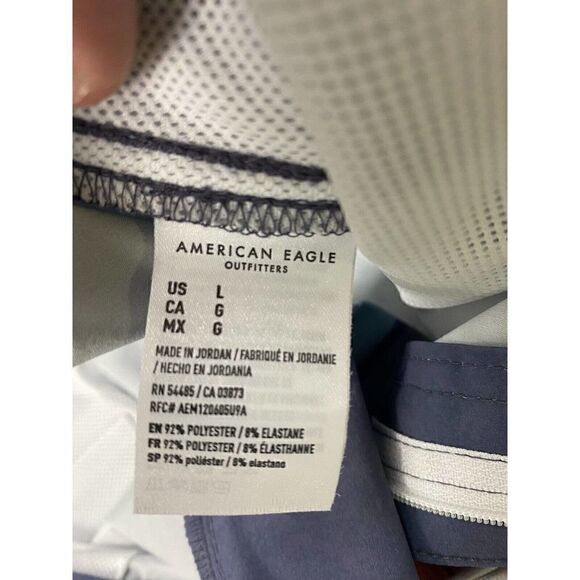 AMERICAN EAGLE
OUTFITTERS
US L
CA G
MX G
MADE IN JORDAN / FABRIQUÉ EN JORDANIE
/ HECHO EN JORDANIA
RN 54485 / CA 03873
RFC# AEM120605U9A
EN 92% POLYESTER / 8% ELASTANE
FR 92% POLYESTER / 8% ÉLASTHANNE
SP 92% poliéster / 8% elastano